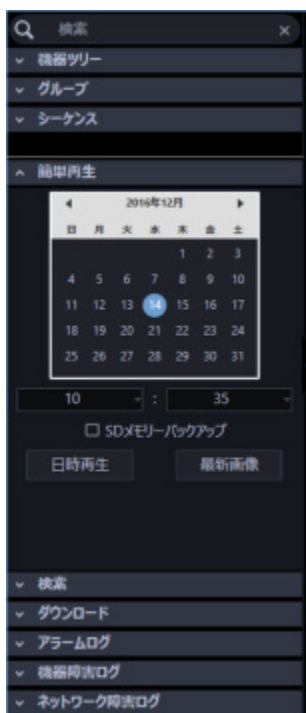 検索
機器ツリー
グループ
シーケンス
簡単再生
2016年12月
日 月 火 水 木 金 土
1 2 3
4 5 6 7 8 9 10
11 12 13 14 15 16 17
18 19 20 21 22 23 24
25 26 27 28 29 30 31
10 : 35
SDメモリーバックアップ
日時再生 最新画像
検索
ダウンロード
アラームログ
機器障害ログ
ネットワーク障害ログ